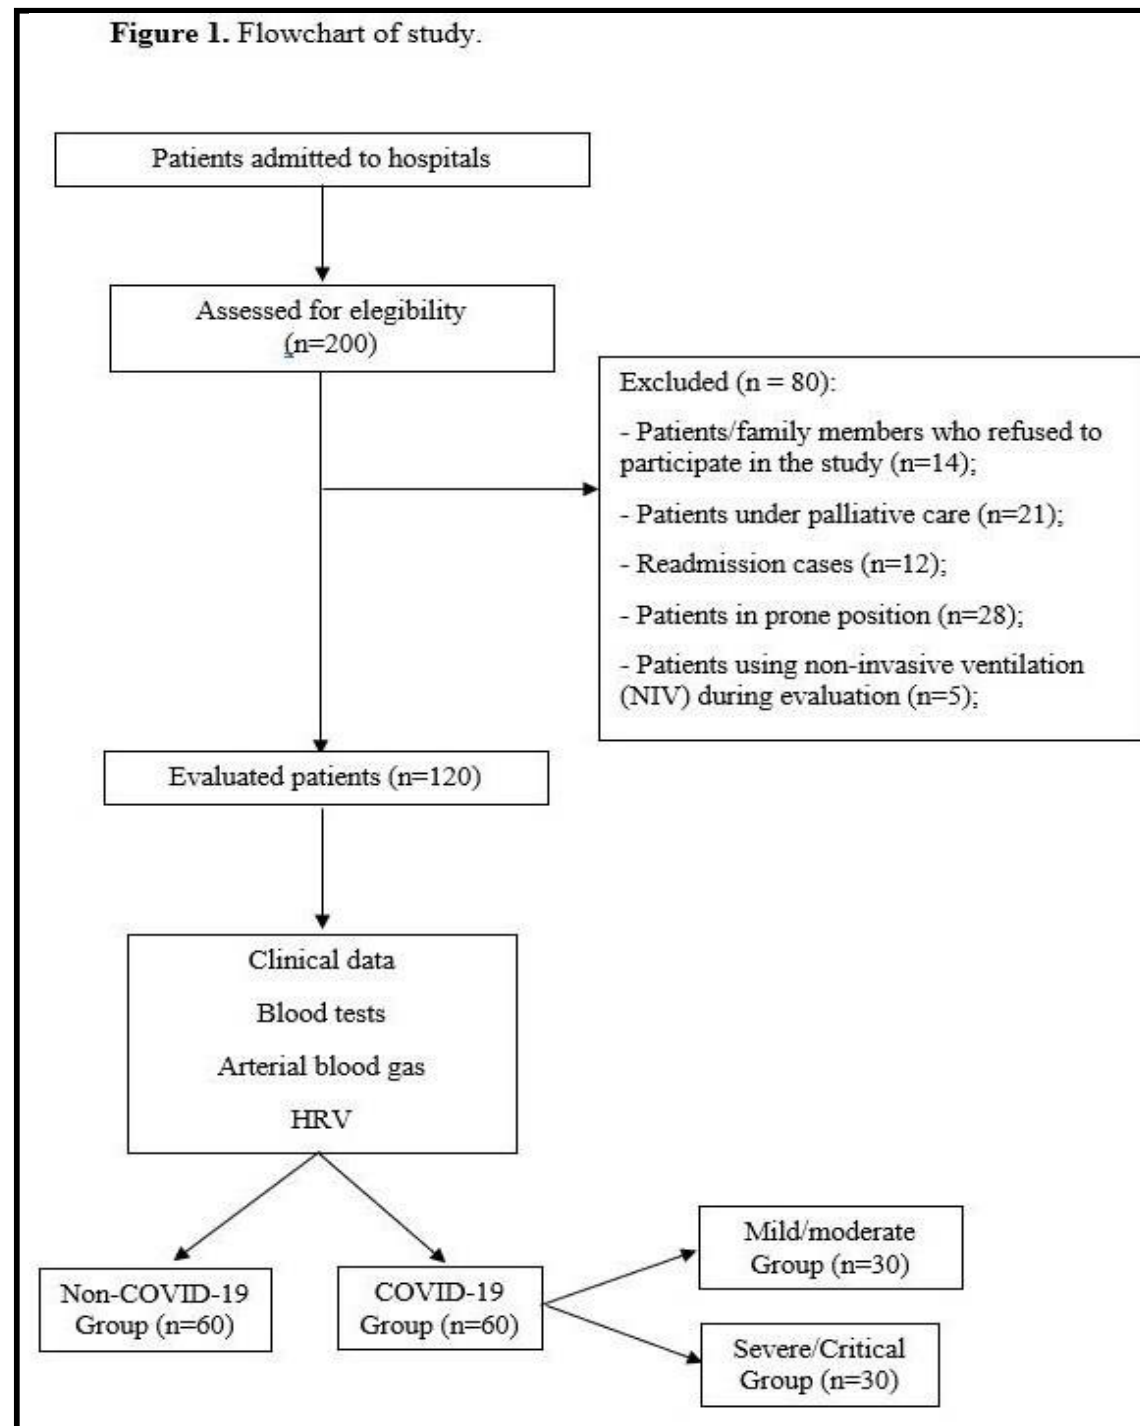 Figure 1. Flowchart of study.
Patients admitted to hospitals
Assessed for elegibility
(n=200)
Excluded (n = 80):
- Patients/family members who refused to
participate in the study (n=14);
- Patients under palliative care (n=21);
- Readmission cases (n=12);
- Patients in prone position (n=28);
- Patients using non-invasive ventilation
(NIV) during evaluation (n=5);
Evaluated patients (n=120)
Clinical data
Blood tests
Arterial blood gas
HRV
Non-COVID-19
Group (n=60)
COVID-19
Group (n=60)
Mild/moderate
Group (n=30)
Severe/Critical
Group (n=30)